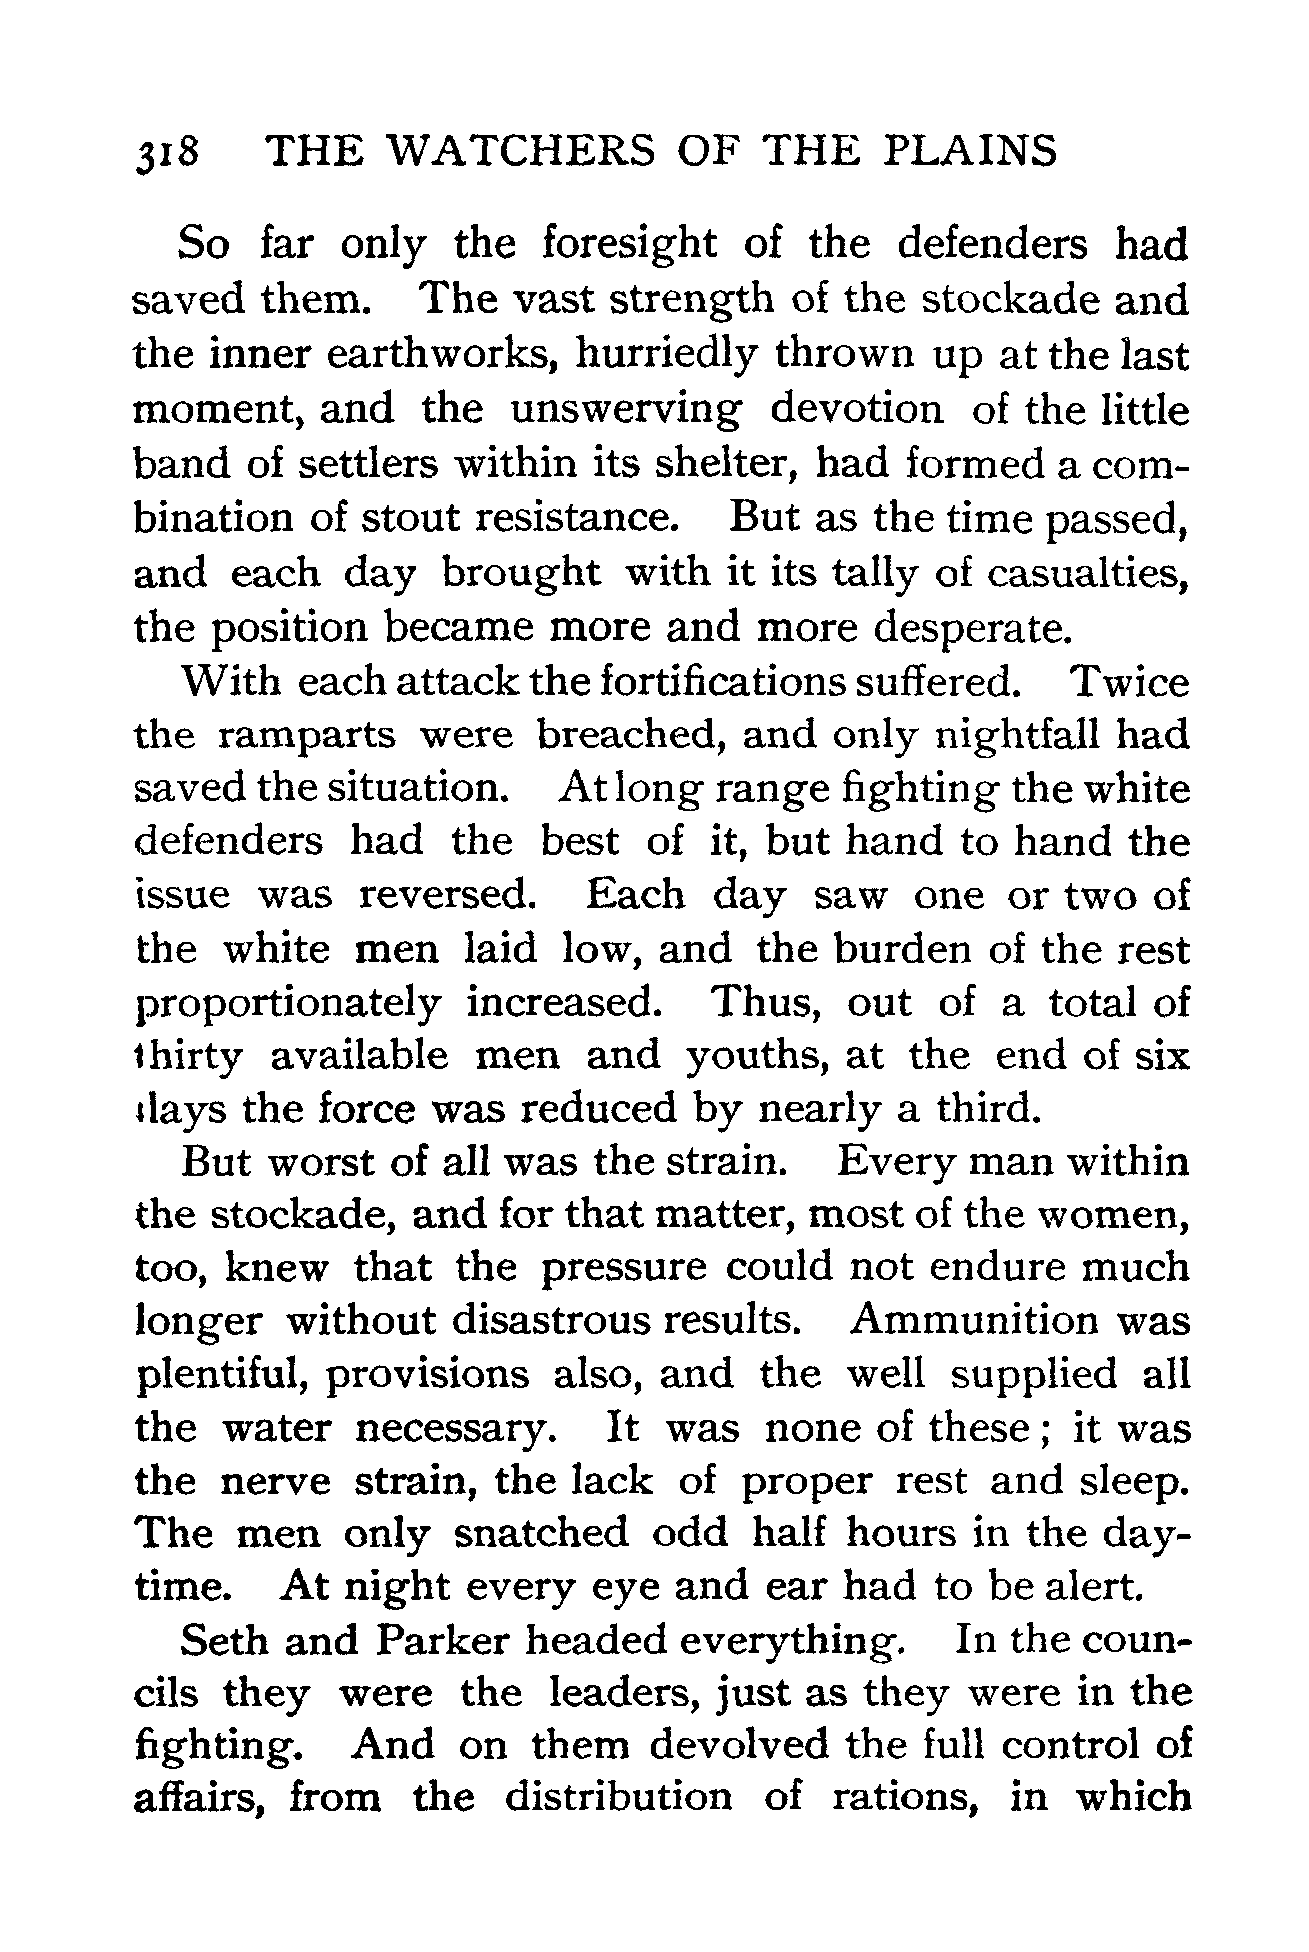 318 THE WATCHERS OF THE PLAINS
So far only the foresight of the defenders had
saved them. The vast strength of the stockade and
the inner earthworks, hurriedly thrown up at the last
moment, and the unswerving devotion of the little
band of settlers within its shelter, had formed a com-
bination of stout resistance. But as the time passed,
and each day brought with it its tally of casualties,
the position became more and more desperate.
With each attack the fortifications suffered. Twice
the ramparts were breached, and only nightfall had
saved the situation. At long range fighting the white
defenders had the best of it, but hand to hand the
issue was reversed. Each day saw one or two of
the white men laid low, and the burden of the rest
proportionately increased. Thus, out of a total of
thirty available men and youths, at the end of six
days the force was reduced by nearly a third.
But worst of all was the strain. Every man within
the stockade, and for that matter, most of the women,
too, knew that the pressure could not endure much
longer without disastrous results. Ammunition was
plentiful, provisions also, and the well supplied all
the water necessary. It was none of these ; it was
the nerve strain, the lack of proper rest and sleep.
The men only snatched odd half hours in the day-
time. At night every eye and ear had to be alert.
Seth and Parker headed everything. In the coun-
cils they were the leaders, just as they were in the
fighting. And on them devolved the full control of
affairs, from the distribution of rations, in which